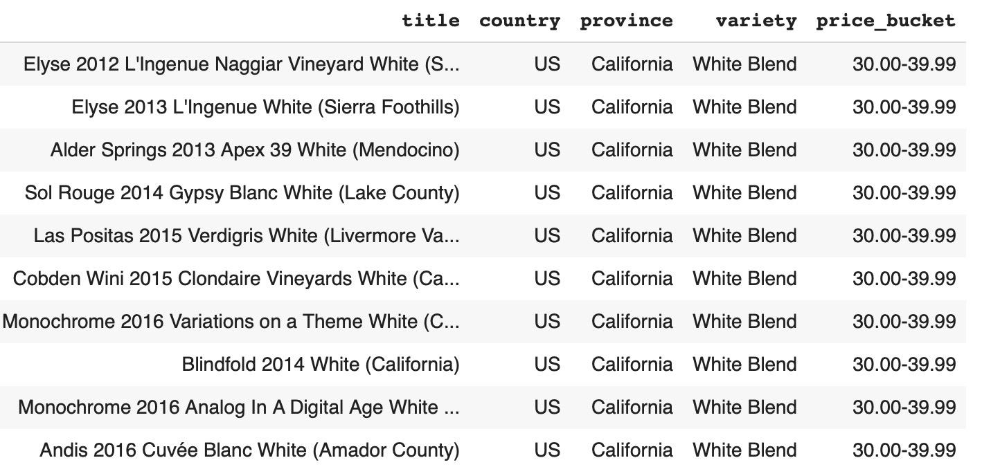 title country province variety price_bucket
Elyse 2012 L'Ingenue Naggiar Vineyard White (S... US California White Blend 30.00-39.99
Elyse 2013 L'Ingenue White (Sierra Foothills) US California White Blend 30.00-39.99
Alder Springs 2013 Apex 39 White (Mendocino) US California White Blend 30.00-39.99
Sol Rouge 2014 Gypsy Blanc White (Lake County) US California White Blend 30.00-39.99
Las Positas 2015 Verdigris White (Livermore Va... US California White Blend 30.00-39.99
Cobden Wini 2015 Clondaire Vineyards White (Ca... US California White Blend 30.00-39.99
Monochrome 2016 Variations on a Theme White (C... US California White Blend 30.00-39.99
Blindfold 2014 White (California) US California White Blend 30.00-39.99
Monochrome 2016 Analog In A Digital Age White ... US California White Blend 30.00-39.99
Andis 2016 Cuvée Blanc White (Amador County) US California White Blend 30.00-39.99